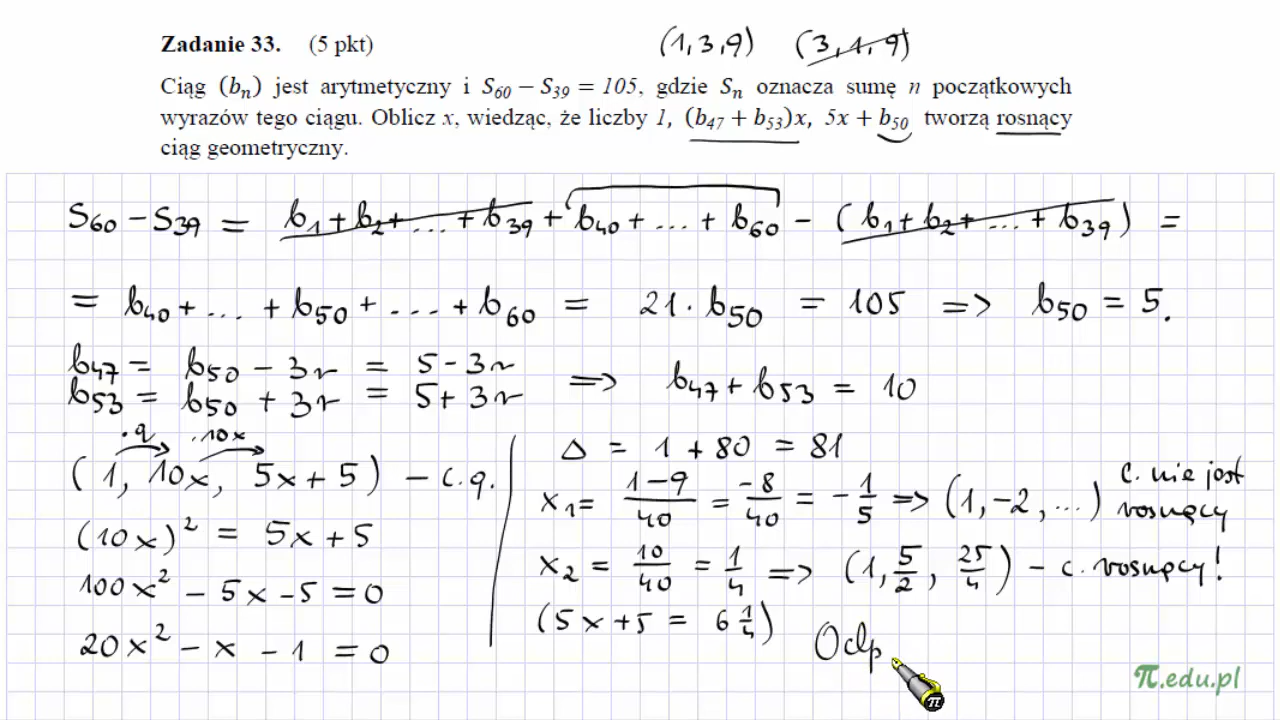 Zadanie 33. (5 pkt) (1, 3, 9) (3, 1, 9)
Ciąg (bₙ) jest arytmetyczny i S₆₀ – S₃₉ = 105, gdzie Sₙ oznacza sumę n początkowych
wyrazów tego ciągu. Oblicz x, wiedząc, że liczby 1, (b₄₇ + b₅₃)x, 5x + b₅₀ tworzą rosnący
ciąg geometryczny.
S₆₀ – S₃₉ = b₁ + b₂ + ... + b₃₉ + b₄₀ + ... + b₆₀ – (b₁ + b₂ + ... + b₃₉) =
= b₄₀ + ... + b₅₀ + ... + b₆₀ = 21 · b₅₀ = 105 => b₅₀ = 5.
b₄₇ = b₅₀ – 3r = 5 – 3r
b₅₃ = b₅₀ + 3r = 5 + 3r => b₄₇ + b₅₃ = 10
·q ·10x
(1, 10x, 5x + 5) – c.g.
(10x)² = 5x + 5
100x² – 5x – 5 = 0
20x² – x – 1 = 0
Δ = 1 + 80 = 81
x₁ = (1–9)/40 = –8/40 = –1/5 => (1, –2, ...) c. nie jest
rosnący
x₂ = 10/40 = 1/4 => (1, 5/2, 25/4) – c. rosnący!
(5x + 5 = 6 1/4)
Odp
π.edu.pl